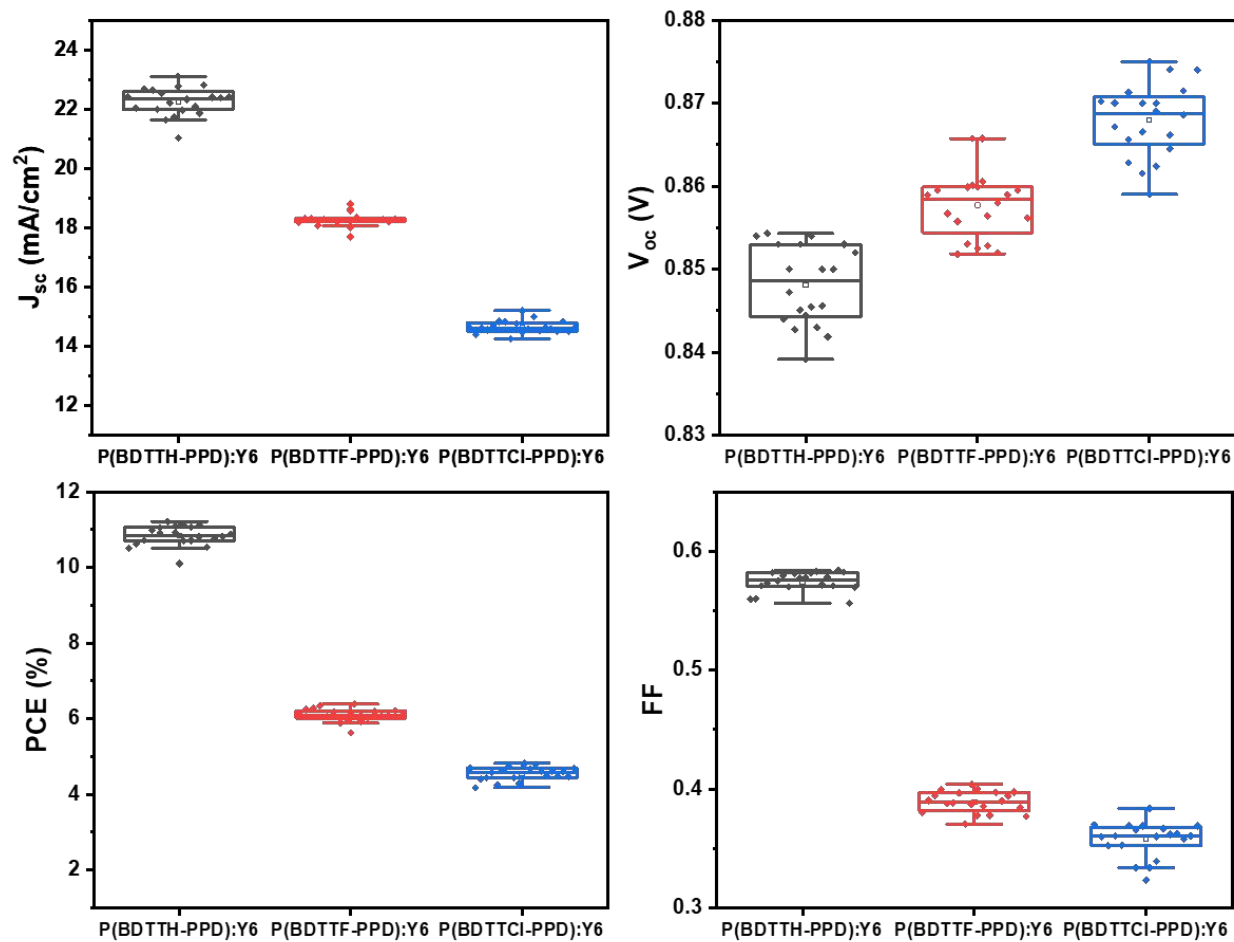 24
22
20
18
16
14
12
J_sc (mA/cm²)
P(BDTTH-PPD):Y6 P(BDTTF-PPD):Y6 P(BDTTCl-PPD):Y6
0.88
0.87
0.86
0.85
0.84
0.83
V_oc (V)
P(BDTTH-PPD):Y6 P(BDTTF-PPD):Y6 P(BDTTCl-PPD):Y6
12
10
8
6
4
2
PCE (%)
P(BDTTH-PPD):Y6 P(BDTTF-PPD):Y6 P(BDTTCl-PPD):Y6
0.6
0.5
0.4
0.3
FF
P(BDTTH-PPD):Y6 P(BDTTF-PPD):Y6 P(BDTTCl-PPD):Y6